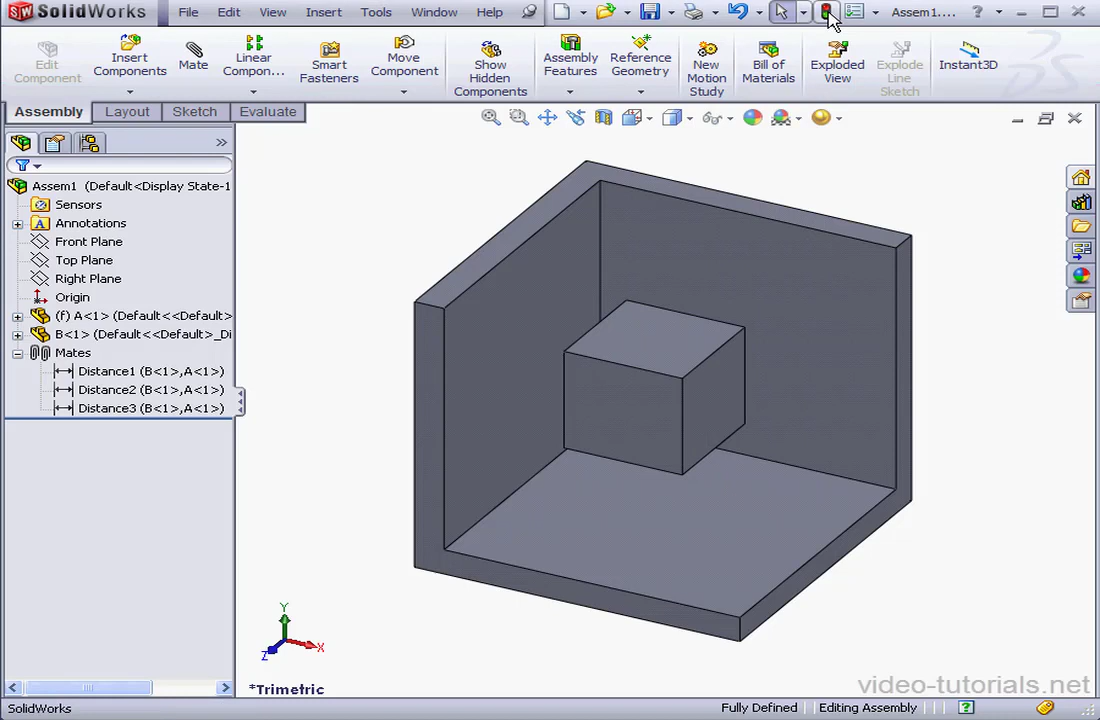 SolidWorks File Edit View Insert Tools Window Help Assem1.... ?
Edit Component
Insert Components
Mate
Linear Compon...
Smart Fasteners
Move Component
Show Hidden Components
Assembly Features
Reference Geometry
New Motion Study
Bill of Materials
Exploded View
Explode Line Sketch
Instant3D
Assembly Layout Sketch Evaluate
Assem1 (Default<Display State-1
Sensors
Annotations
Front Plane
Top Plane
Right Plane
Origin
(f) A<1> (Default<<Default>
B<1> (Default<<Default>_Di
Mates
Distance1 (B<1>,A<1>)
Distance2 (B<1>,A<1>)
Distance3 (B<1>,A<1>)
Y
X
Z
*Trimetric
video-tutorials.net
SolidWorks Fully Defined Editing Assembly ?